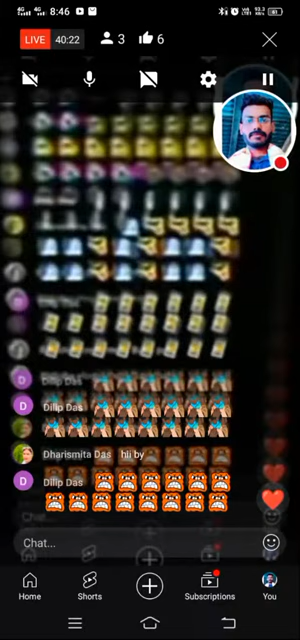 8:46
LIVE 40:22 3 6
Dilip Das
Dilip Das
Dharismita Das hli by
Dilip Das
Chat...
Home Shorts Subscriptions You